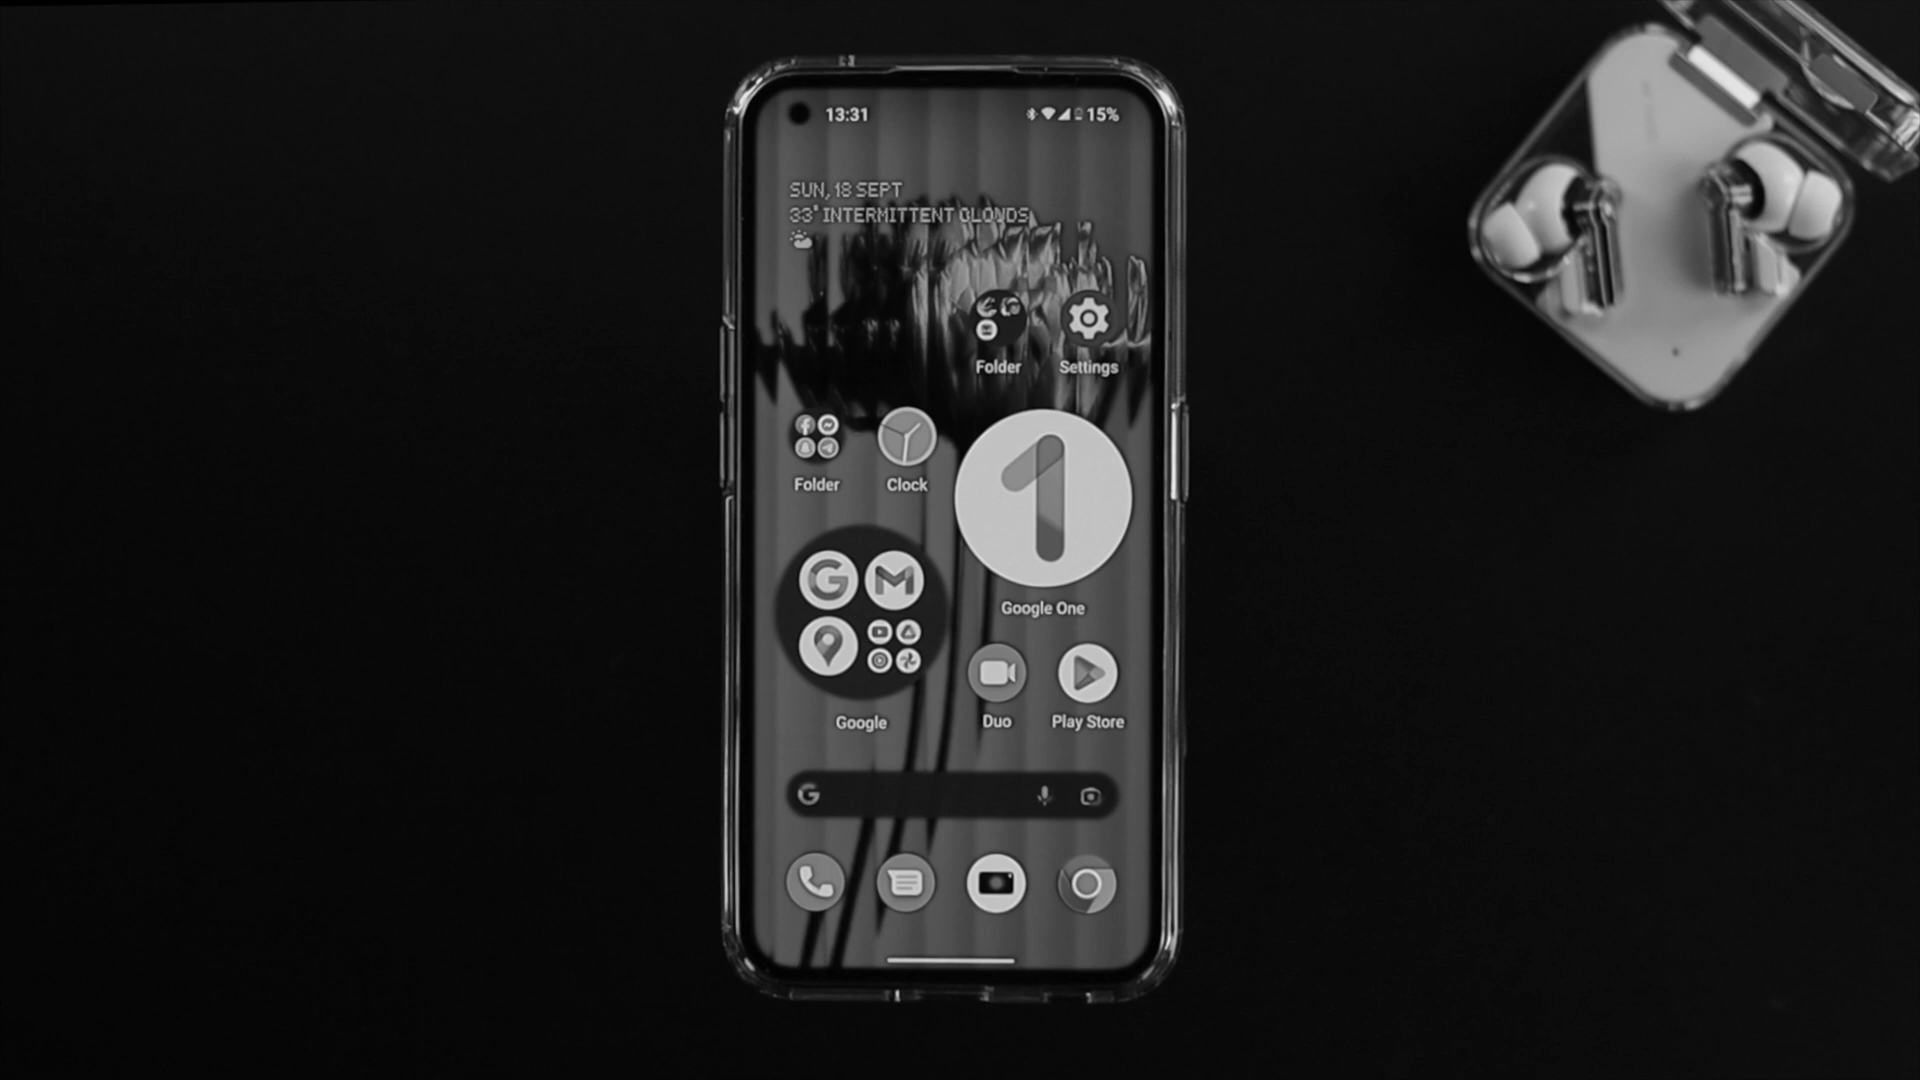 13:31
15%
SUN, 18 SEPT
33° INTERMITTENT CLOUDS
Folder
Settings
Folder
Clock
Google One
Google
Duo
Play Store